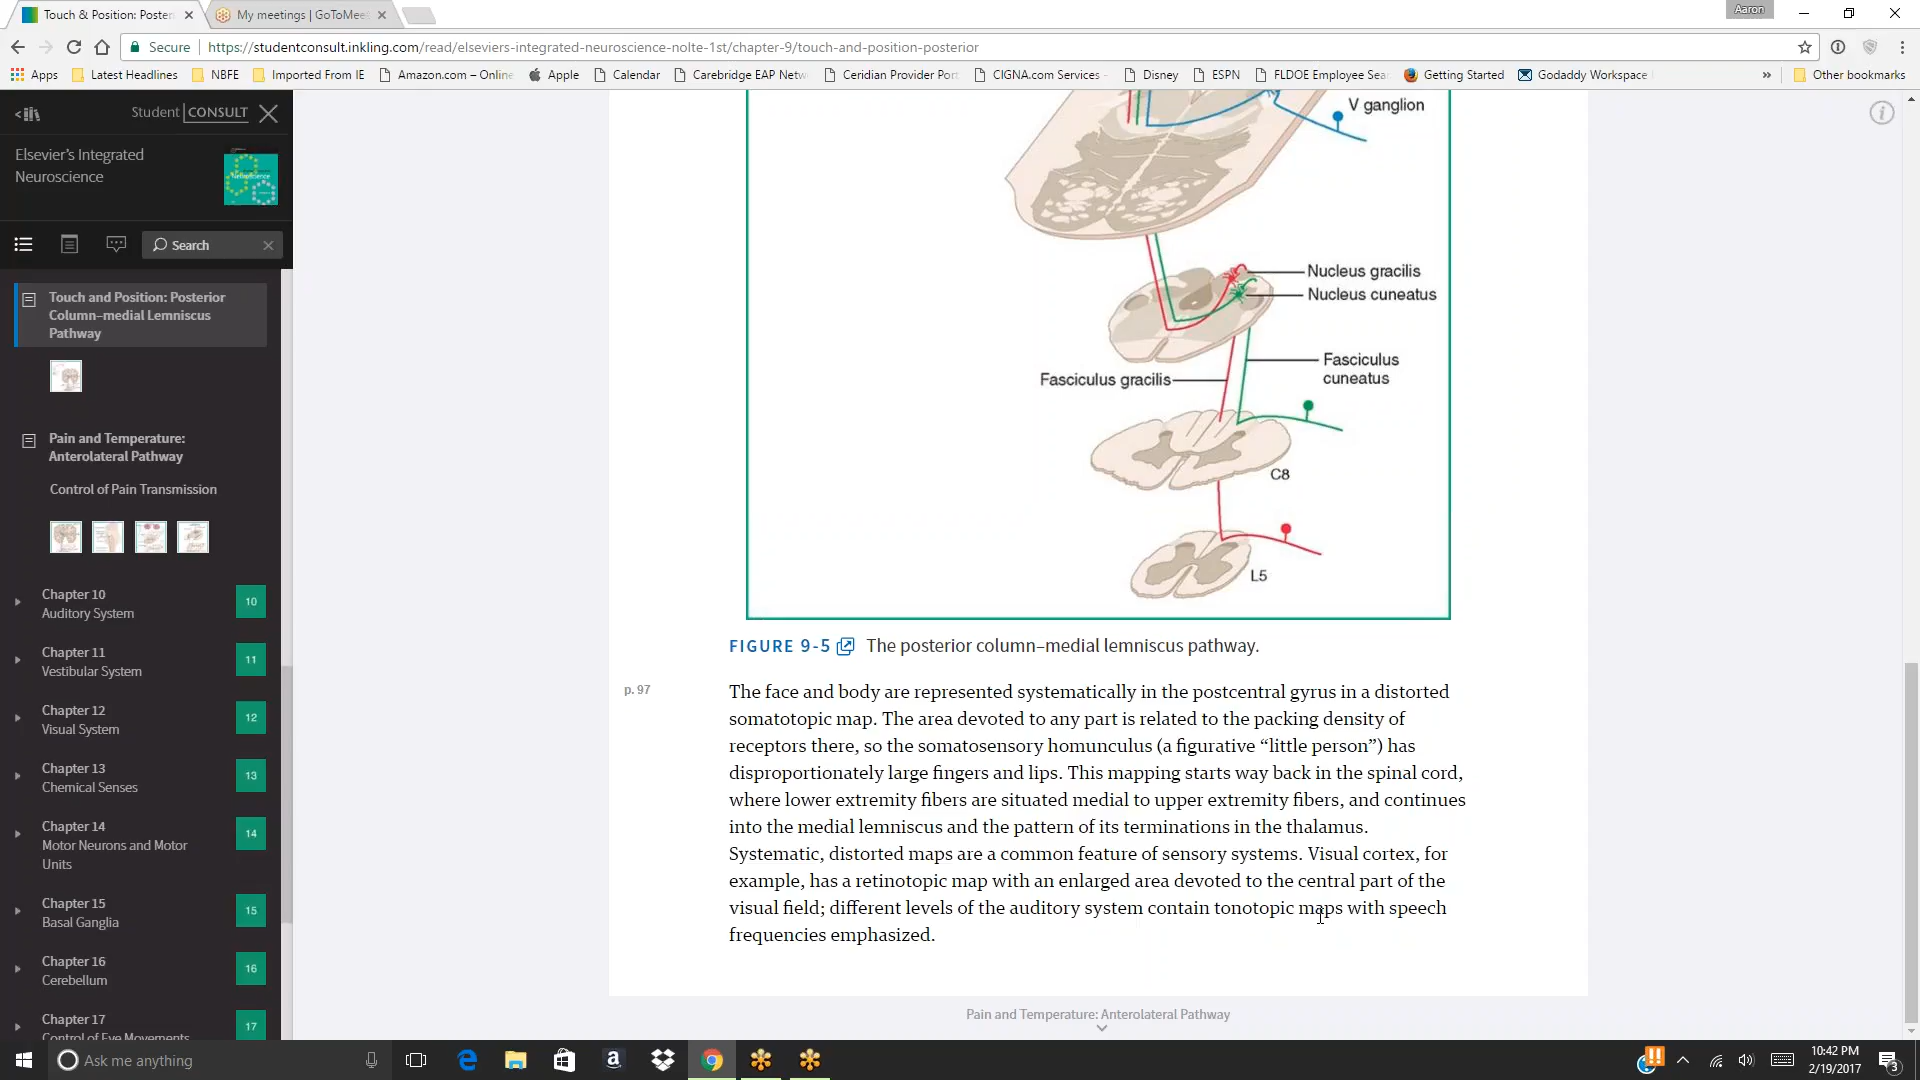 Touch & Position: Poster
My meetings | GoToMee
Aaron
Secure
https://studentconsult.inkling.com/read/elseviers-integrated-neuroscience-nolte-1st/chapter-9/touch-and-position-posterior
Apps
Latest Headlines
NBFE
Imported From IE
Amazon.com – Online
Apple
Calendar
Carebridge EAP Netw
Ceridian Provider Port
CIGNA.com Services -
Disney
ESPN
FLDOE Employee Sea
Getting Started
Godaddy Workspace
»
Other bookmarks
Student CONSULT
Elsevier’s Integrated
Neuroscience
Neuroscience
Search
Touch and Position: Posterior
Column–medial Lemniscus
Pathway
Pain and Temperature:
Anterolateral Pathway
Control of Pain Transmission
Chapter 10
Auditory System
10
Chapter 11
Vestibular System
11
Chapter 12
Visual System
12
Chapter 13
Chemical Senses
13
Chapter 14
Motor Neurons and Motor
Units
14
Chapter 15
Basal Ganglia
15
Chapter 16
Cerebellum
16
Chapter 17
Control of Eye Movements
17
V ganglion
Nucleus gracilis
Nucleus cuneatus
Fasciculus
cuneatus
Fasciculus gracilis
C8
L5
FIGURE 9-5 The posterior column–medial lemniscus pathway.
p. 97
The face and body are represented systematically in the postcentral gyrus in a distorted
somatotopic map. The area devoted to any part is related to the packing density of
receptors there, so the somatosensory homunculus (a figurative “little person”) has
disproportionately large fingers and lips. This mapping starts way back in the spinal cord,
where lower extremity fibers are situated medial to upper extremity fibers, and continues
into the medial lemniscus and the pattern of its terminations in the thalamus.
Systematic, distorted maps are a common feature of sensory systems. Visual cortex, for
example, has a retinotopic map with an enlarged area devoted to the central part of the
visual field; different levels of the auditory system contain tonotopic maps with speech
frequencies emphasized.
Pain and Temperature: Anterolateral Pathway
Ask me anything
10:42 PM
2/19/2017
3